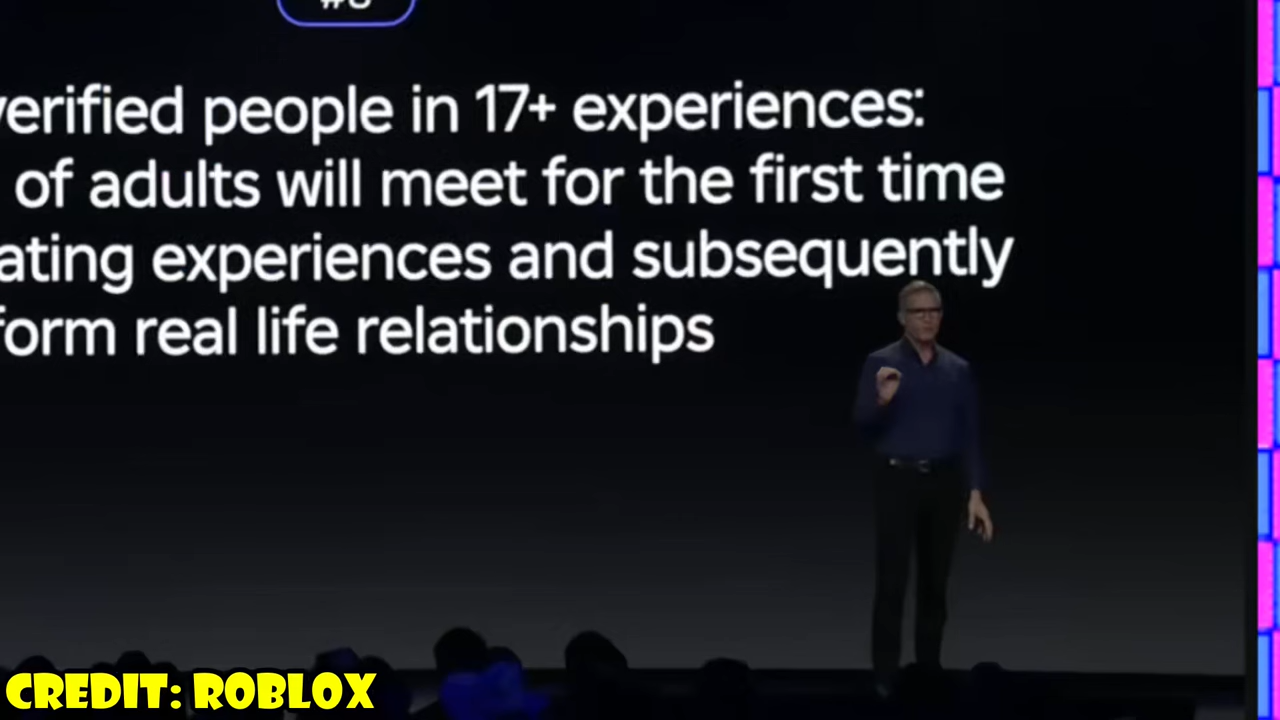 verified people in 17+ experiences:
of adults will meet for the first time
ating experiences and subsequently
form real life relationships
CREDIT: ROBLOX